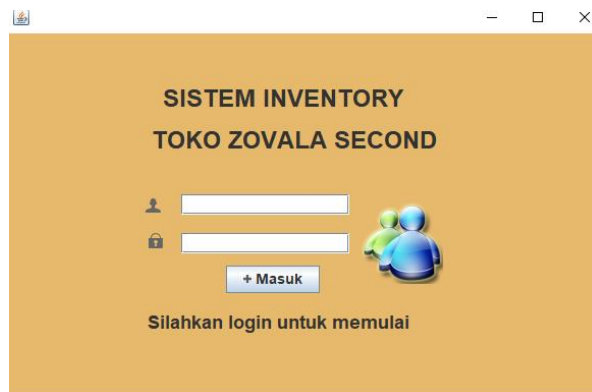 SISTEM INVENTORY
TOKO ZOVALA SECOND
+ Masuk
Silahkan login untuk memulai